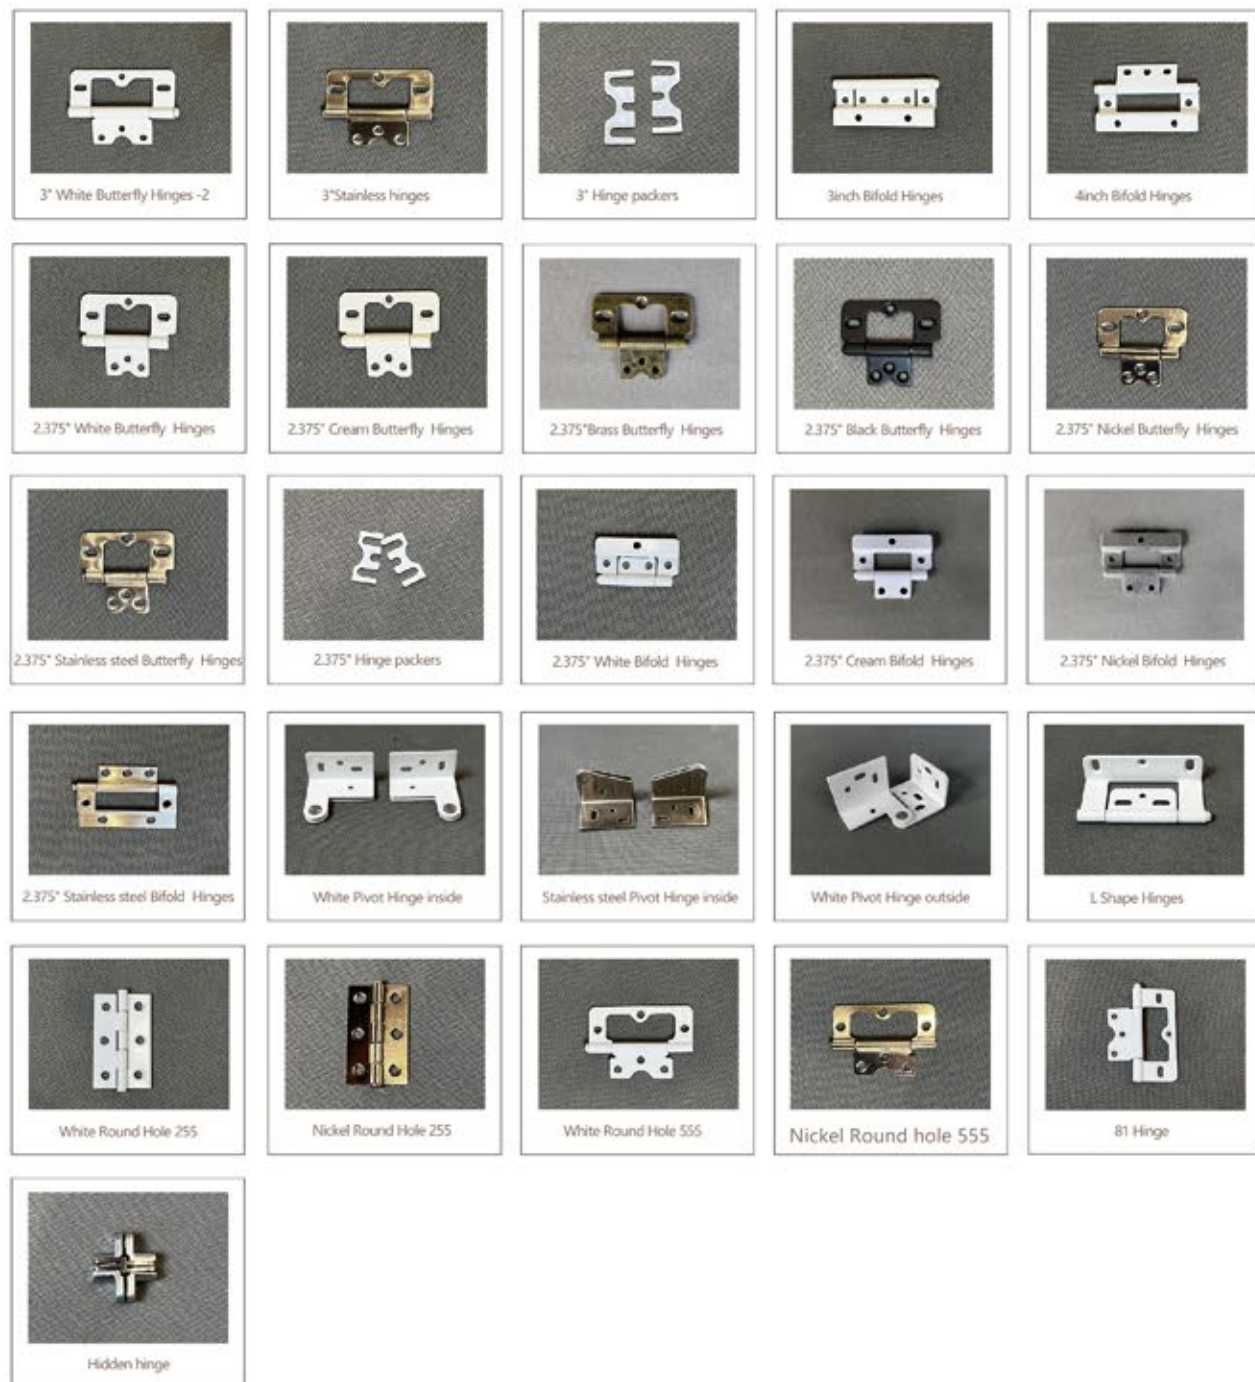 3" White Butterfly Hinges -2
3"Stainless hinges
3" Hinge packers
3inch Bifold Hinges
4inch Bifold Hinges
2.375" White Butterfly Hinges
2.375" Cream Butterfly Hinges
2.375"Brass Butterfly Hinges
2.375" Black Butterfly Hinges
2.375" Nickel Butterfly Hinges
2.375" Stainless steel Butterfly Hinges
2.375" Hinge packers
2.375" White Bifold Hinges
2.375" Cream Bifold Hinges
2.375" Nickel Bifold Hinges
2.375" Stainless steel Bifold Hinges
White Pivot Hinge inside
Stainless steel Pivot Hinge inside
White Pivot Hinge outside
L Shape Hinges
White Round Hole 255
Nickel Round Hole 255
White Round Hole 555
Nickel Round hole 555
81 Hinge
Hidden hinge